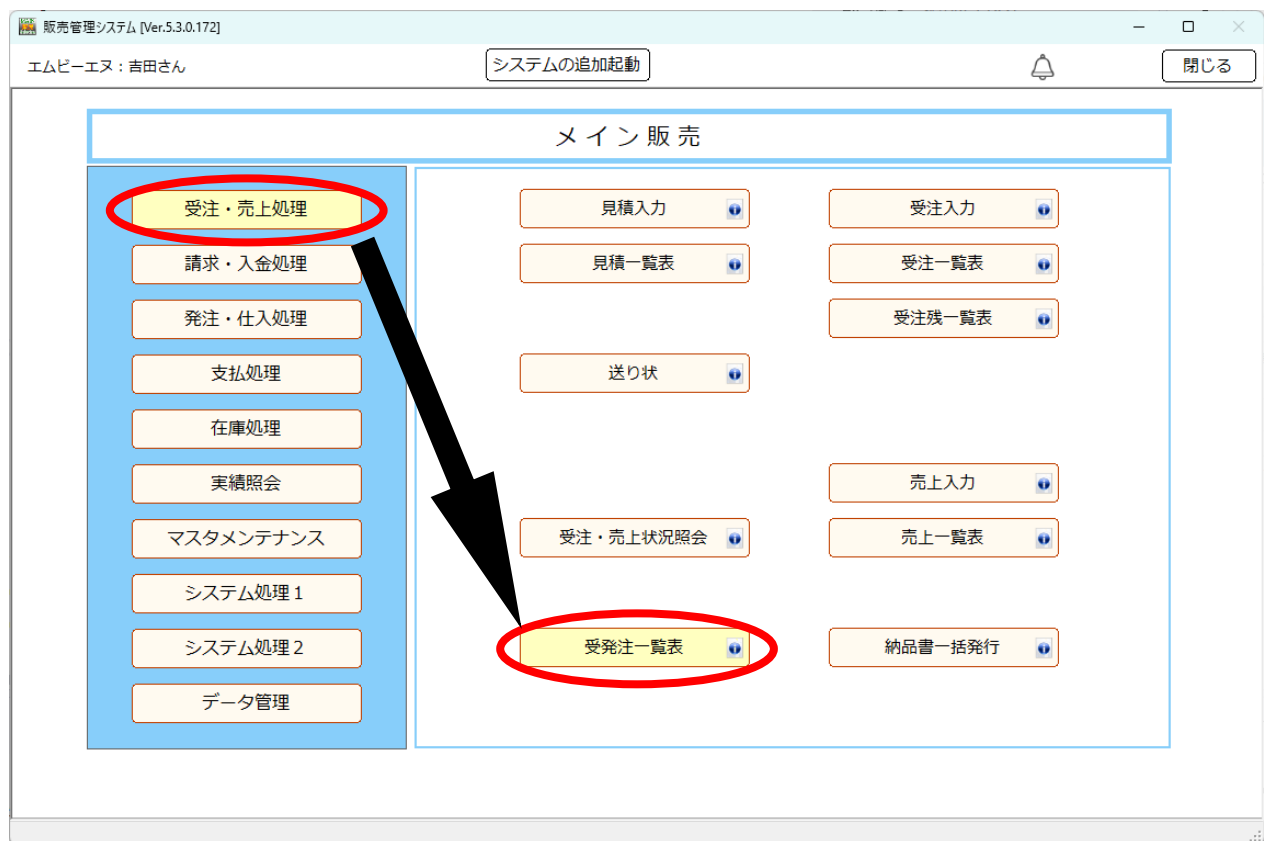 販売管理システム [Ver.5.3.0.172]
エムビーエヌ：吉田さん
システムの追加起動
閉じる
メイン販売
受注・売上処理
請求・入金処理
発注・仕入処理
支払処理
在庫処理
実績照会
マスタメンテナンス
システム処理１
システム処理２
データ管理
見積入力
受注入力
見積一覧表
受注一覧表
受注残一覧表
送り状
売上入力
受注・売上状況照会
売上一覧表
受発注一覧表
納品書一括発行